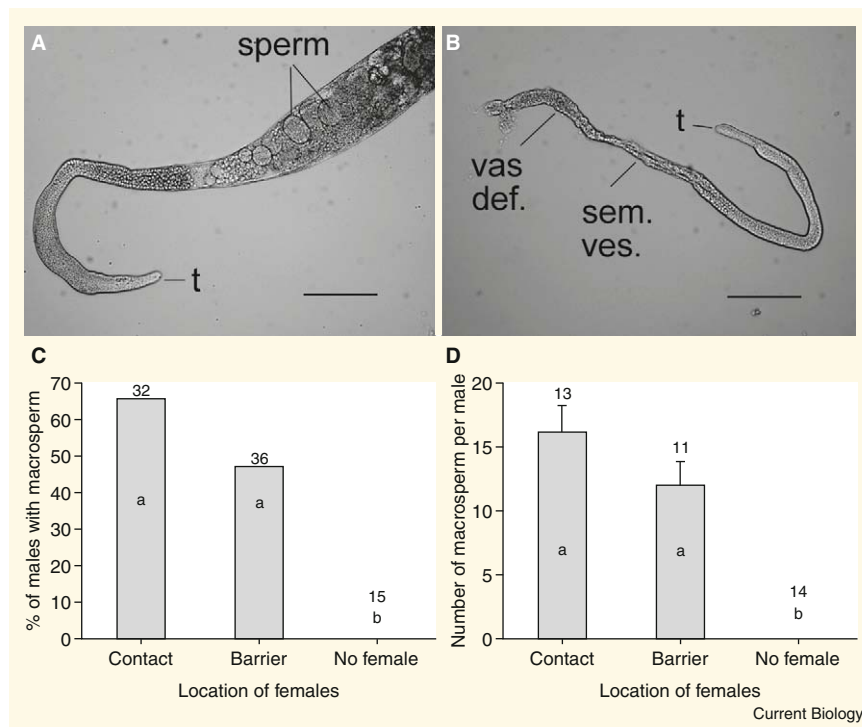 A
sperm
t
B
t
vas
def.
sem.
ves.
C
% of males with macrosperm
70
60
50
40
30
20
10
0
32
a
36
a
15
b
Contact
Barrier
No female
Location of females
D
Number of macrosperm per male
20
15
10
5
0
13
a
11
a
14
b
Contact
Barrier
No female
Location of females
Current Biology